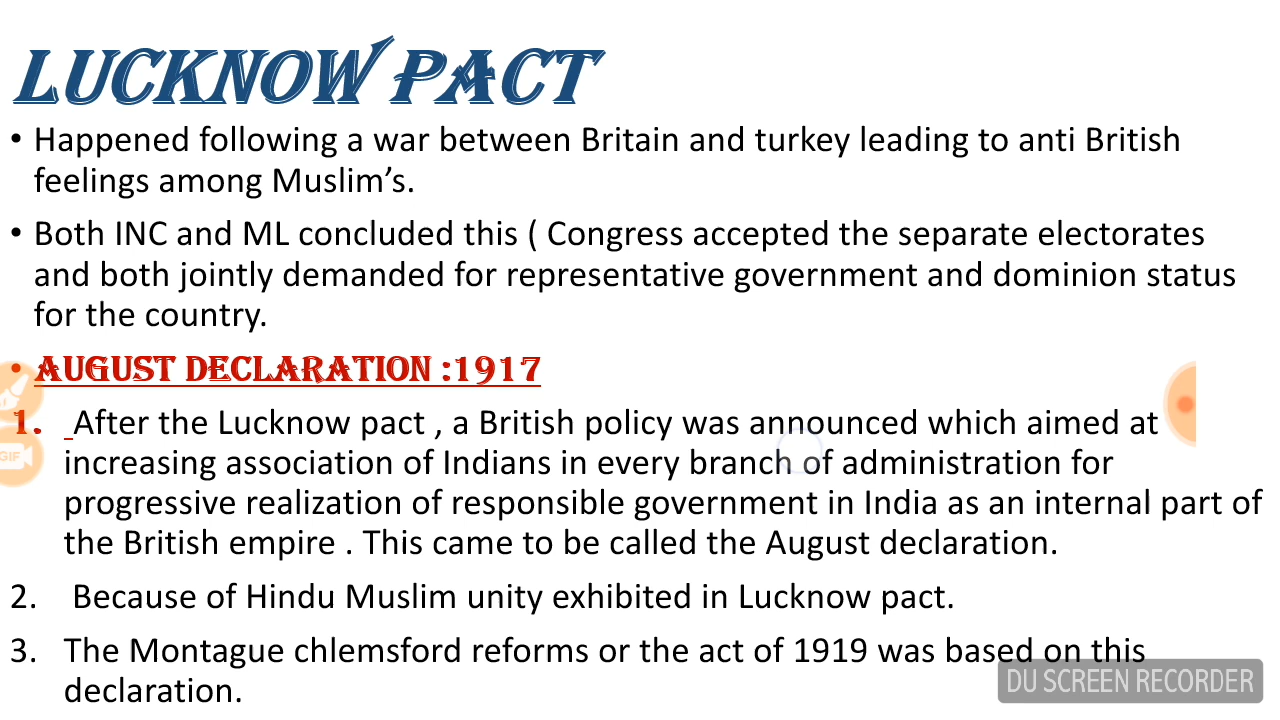 LUCKNOW PACT
• Happened following a war between Britain and turkey leading to anti British
feelings among Muslim’s.
• Both INC and ML concluded this ( Congress accepted the separate electorates
and both jointly demanded for representative government and dominion status
for the country.
• AUGUST DECLARATION :1917
1. After the Lucknow pact , a British policy was announced which aimed at
increasing association of Indians in every branch of administration for
progressive realization of responsible government in India as an internal part of
the British empire . This came to be called the August declaration.
2. Because of Hindu Muslim unity exhibited in Lucknow pact.
3. The Montague chlemsford reforms or the act of 1919 was based on this
declaration.
GIF
DU SCREEN RECORDER